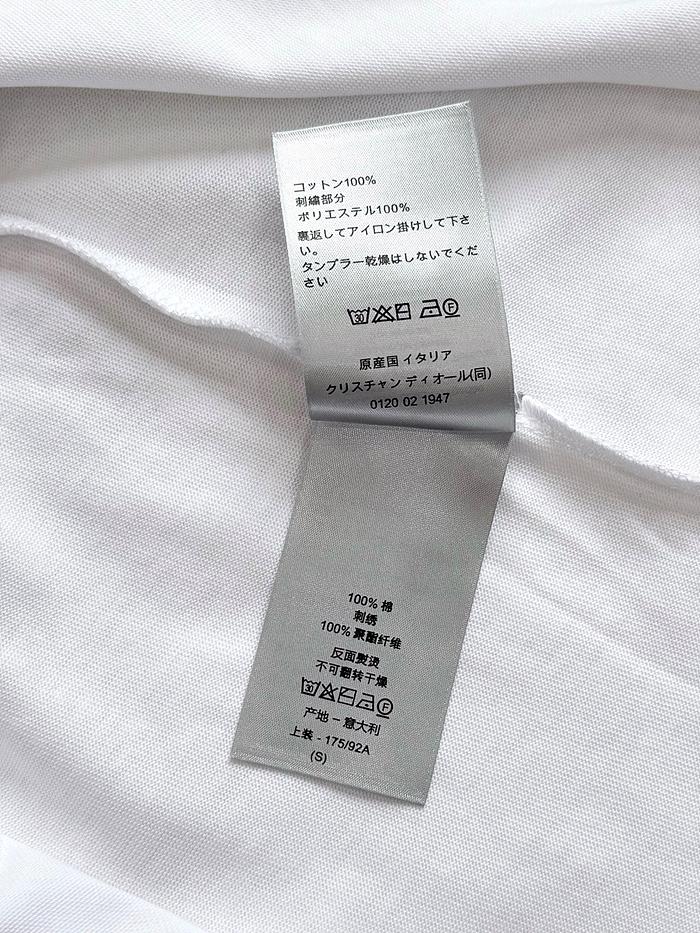 コットン100%
刺繍部分
ポリエステル100%
裏返してアイロン掛けして下さ
い。
タンブラー乾燥はしないでくだ
さい
30 F
原産国 イタリア
クリスチャン ディオール(同)
0120 02 1947
100% 棉
刺绣
100% 聚酯纤维
反面熨烫
不可翻转干燥
30 F
产地 – 意大利
上装 - 175/92A
(S)